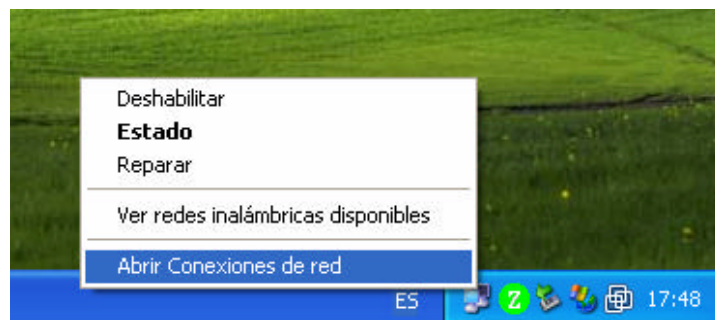 Deshabilitar
Estado
Reparar
Ver redes inalámbricas disponibles
Abrir Conexiones de red
ES Z 17:48